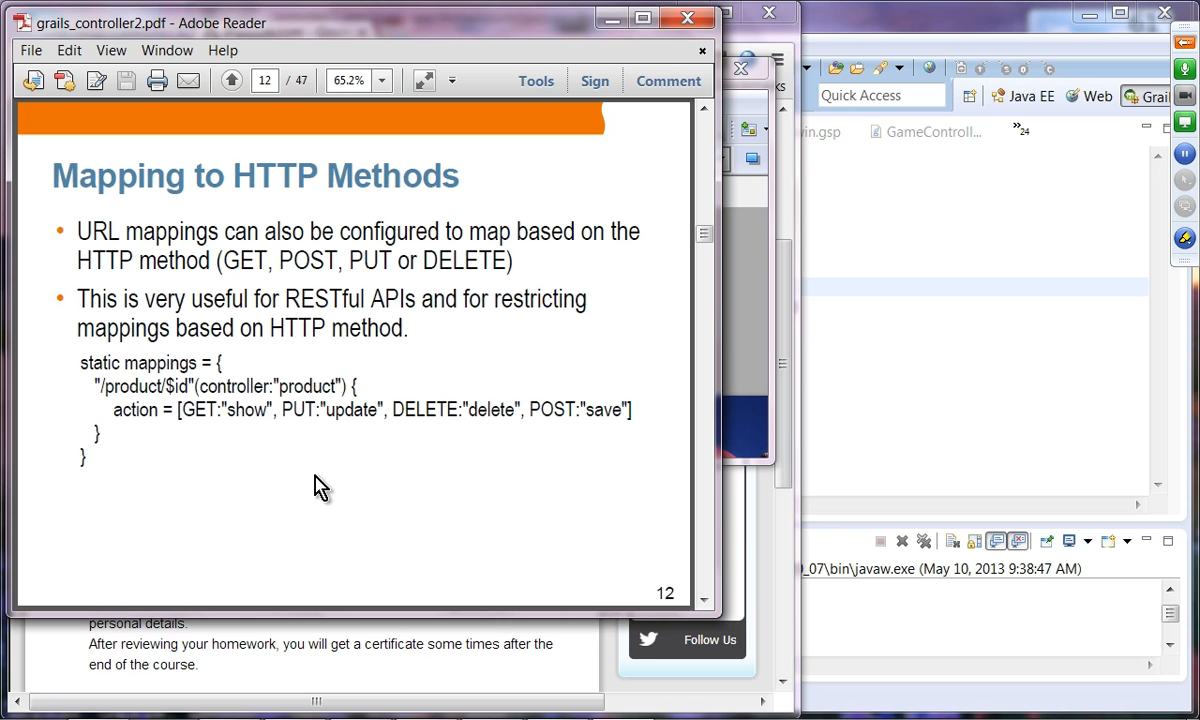 grails_controller2.pdf - Adobe Reader
File Edit View Window Help
12 / 47 65.2% Tools Sign Comment
Mapping to HTTP Methods
• URL mappings can also be configured to map based on the
HTTP method (GET, POST, PUT or DELETE)
• This is very useful for RESTful APIs and for restricting
mappings based on HTTP method.
static mappings = {
"/product/$id"(controller:"product") {
action = [GET:"show", PUT:"update", DELETE:"delete", POST:"save"]
}
}
12
personal details.
After reviewing your homework, you will get a certificate some times after the
end of the course.
Follow Us
Quick Access Java EE Web Grai
in.gsp GameControll... »24
_07\bin\javaw.exe (May 10, 2013 9:38:47 AM)